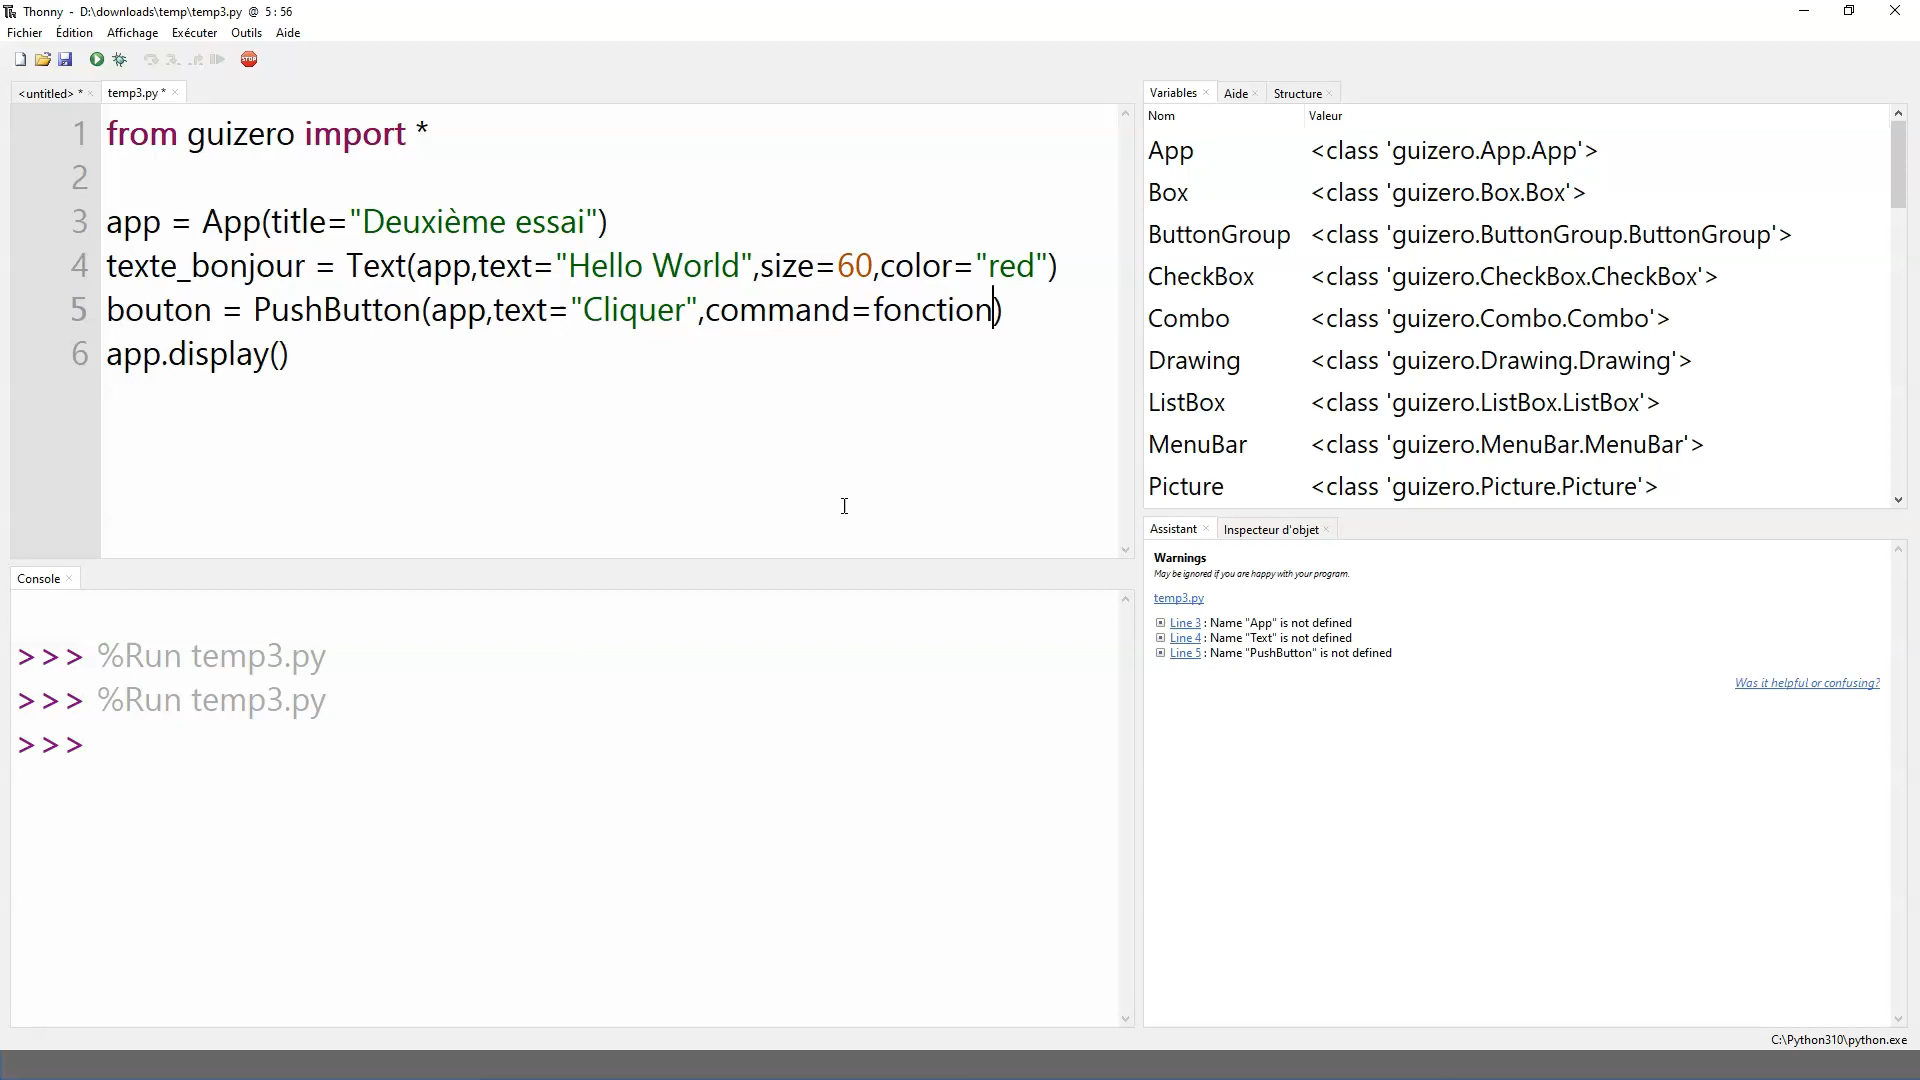 Thonny - D:\downloads\temp\temp3.py @ 5 : 56
Fichier Édition Affichage Exécuter Outils Aide
STOP
<untitled> * × temp3.py * ×
1 from guizero import *
2
3 app = App(title="Deuxième essai")
4 texte_bonjour = Text(app,text="Hello World",size=60,color="red")
5 bouton = PushButton(app,text="Cliquer",command=fonction)
6 app.display()
Console ×
>>> %Run temp3.py
>>> %Run temp3.py
>>>
Variables × Aide × Structure ×
Nom Valeur
App <class 'guizero.App.App'>
Box <class 'guizero.Box.Box'>
ButtonGroup <class 'guizero.ButtonGroup.ButtonGroup'>
CheckBox <class 'guizero.CheckBox.CheckBox'>
Combo <class 'guizero.Combo.Combo'>
Drawing <class 'guizero.Drawing.Drawing'>
ListBox <class 'guizero.ListBox.ListBox'>
MenuBar <class 'guizero.MenuBar.MenuBar'>
Picture <class 'guizero.Picture.Picture'>
Assistant × Inspecteur d'objet ×
Warnings
May be ignored if you are happy with your program.
temp3.py
Line 3 : Name "App" is not defined
Line 4 : Name "Text" is not defined
Line 5 : Name "PushButton" is not defined
Was it helpful or confusing?
C:\Python310\python.exe